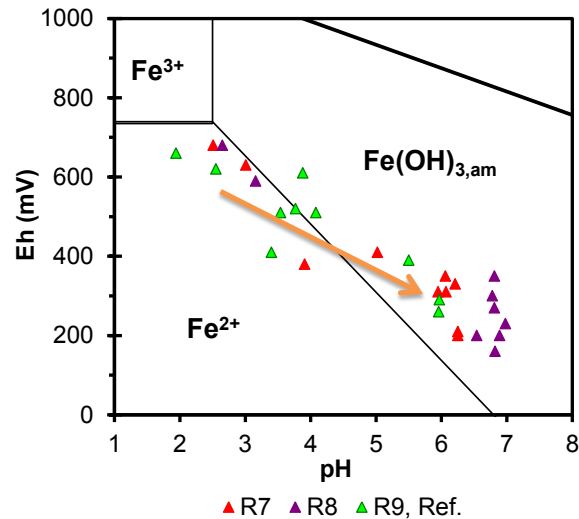 1000
800
600
400
200
0
Eh (mV)
Fe³⁺
Fe(OH)₃,ₐₘ
Fe²⁺
1 2 3 4 5 6 7 8
pH
R7 R8 R9, Ref.